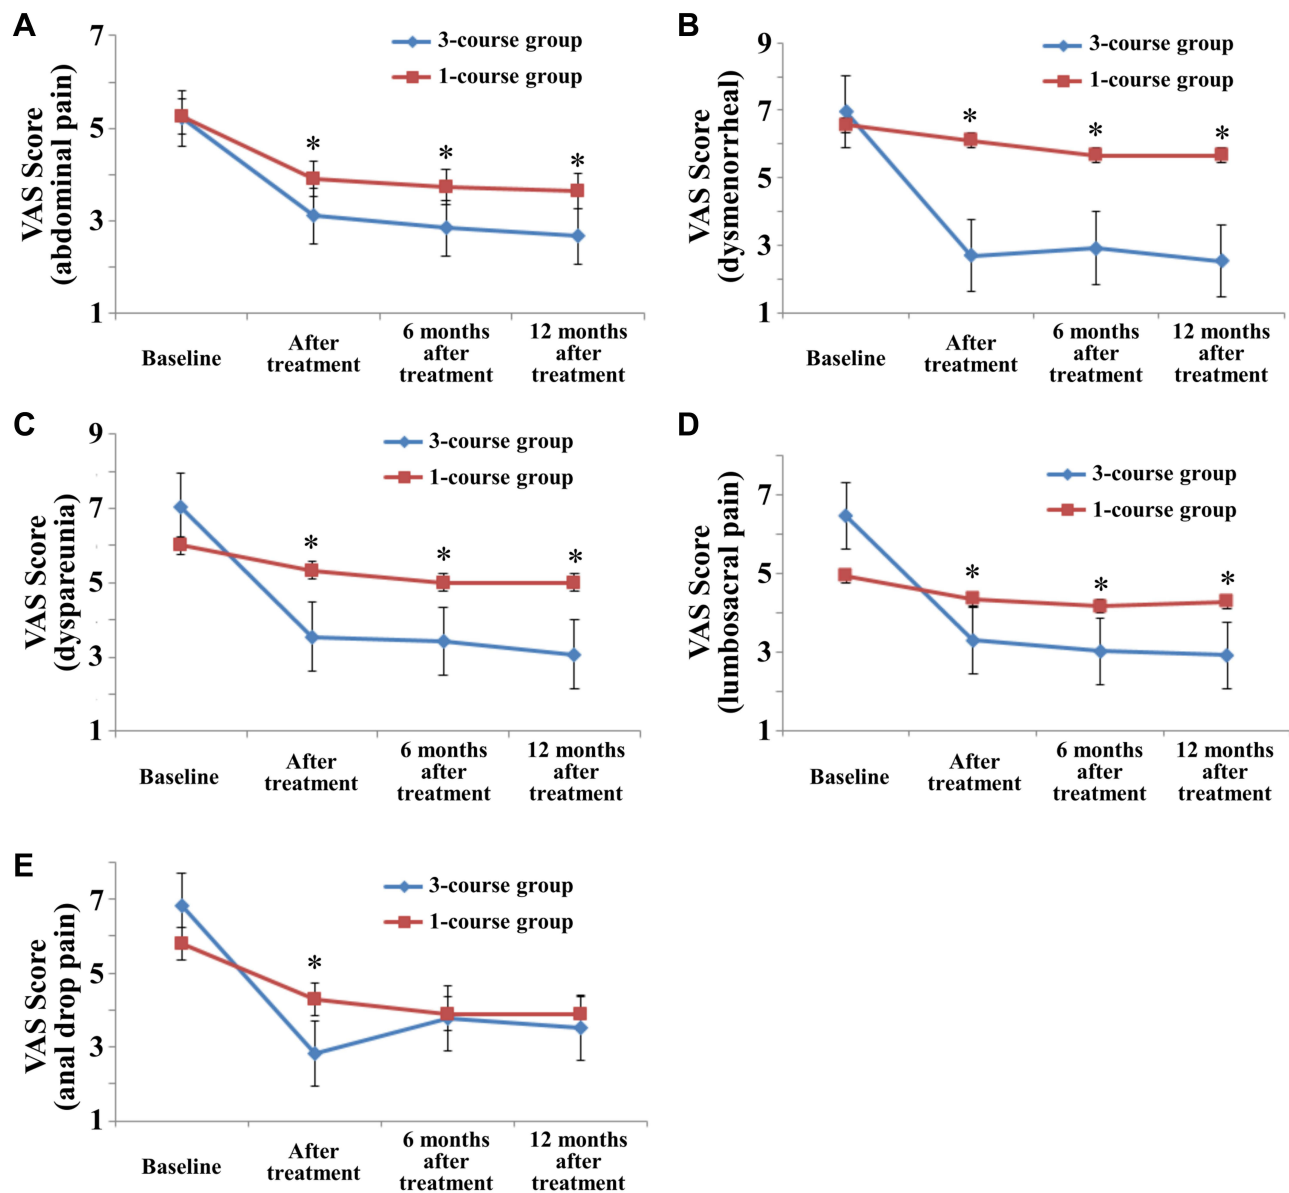 A
7
5
3
1
VAS Score
(abdominal pain)
3-course group
1-course group
*
*
*
Baseline
After
treatment
6 months
after
treatment
12 months
after
treatment
B
9
7
5
3
1
VAS Score
(dysmenorrheal)
3-course group
1-course group
*
*
*
Baseline
After
treatment
6 months
after
treatment
12 months
after
treatment
C
9
7
5
3
1
VAS Score
(dyspareunia)
3-course group
1-course group
*
*
*
Baseline
After
treatment
6 months
after
treatment
12 months
after
treatment
D
7
5
3
1
VAS Score
(lumbosacral pain)
3-course group
1-course group
*
*
*
Baseline
After
treatment
6 months
after
treatment
12 months
after
treatment
E
7
5
3
1
VAS Score
(anal drop pain)
3-course group
1-course group
*
Baseline
After
treatment
6 months
after
treatment
12 months
after
treatment